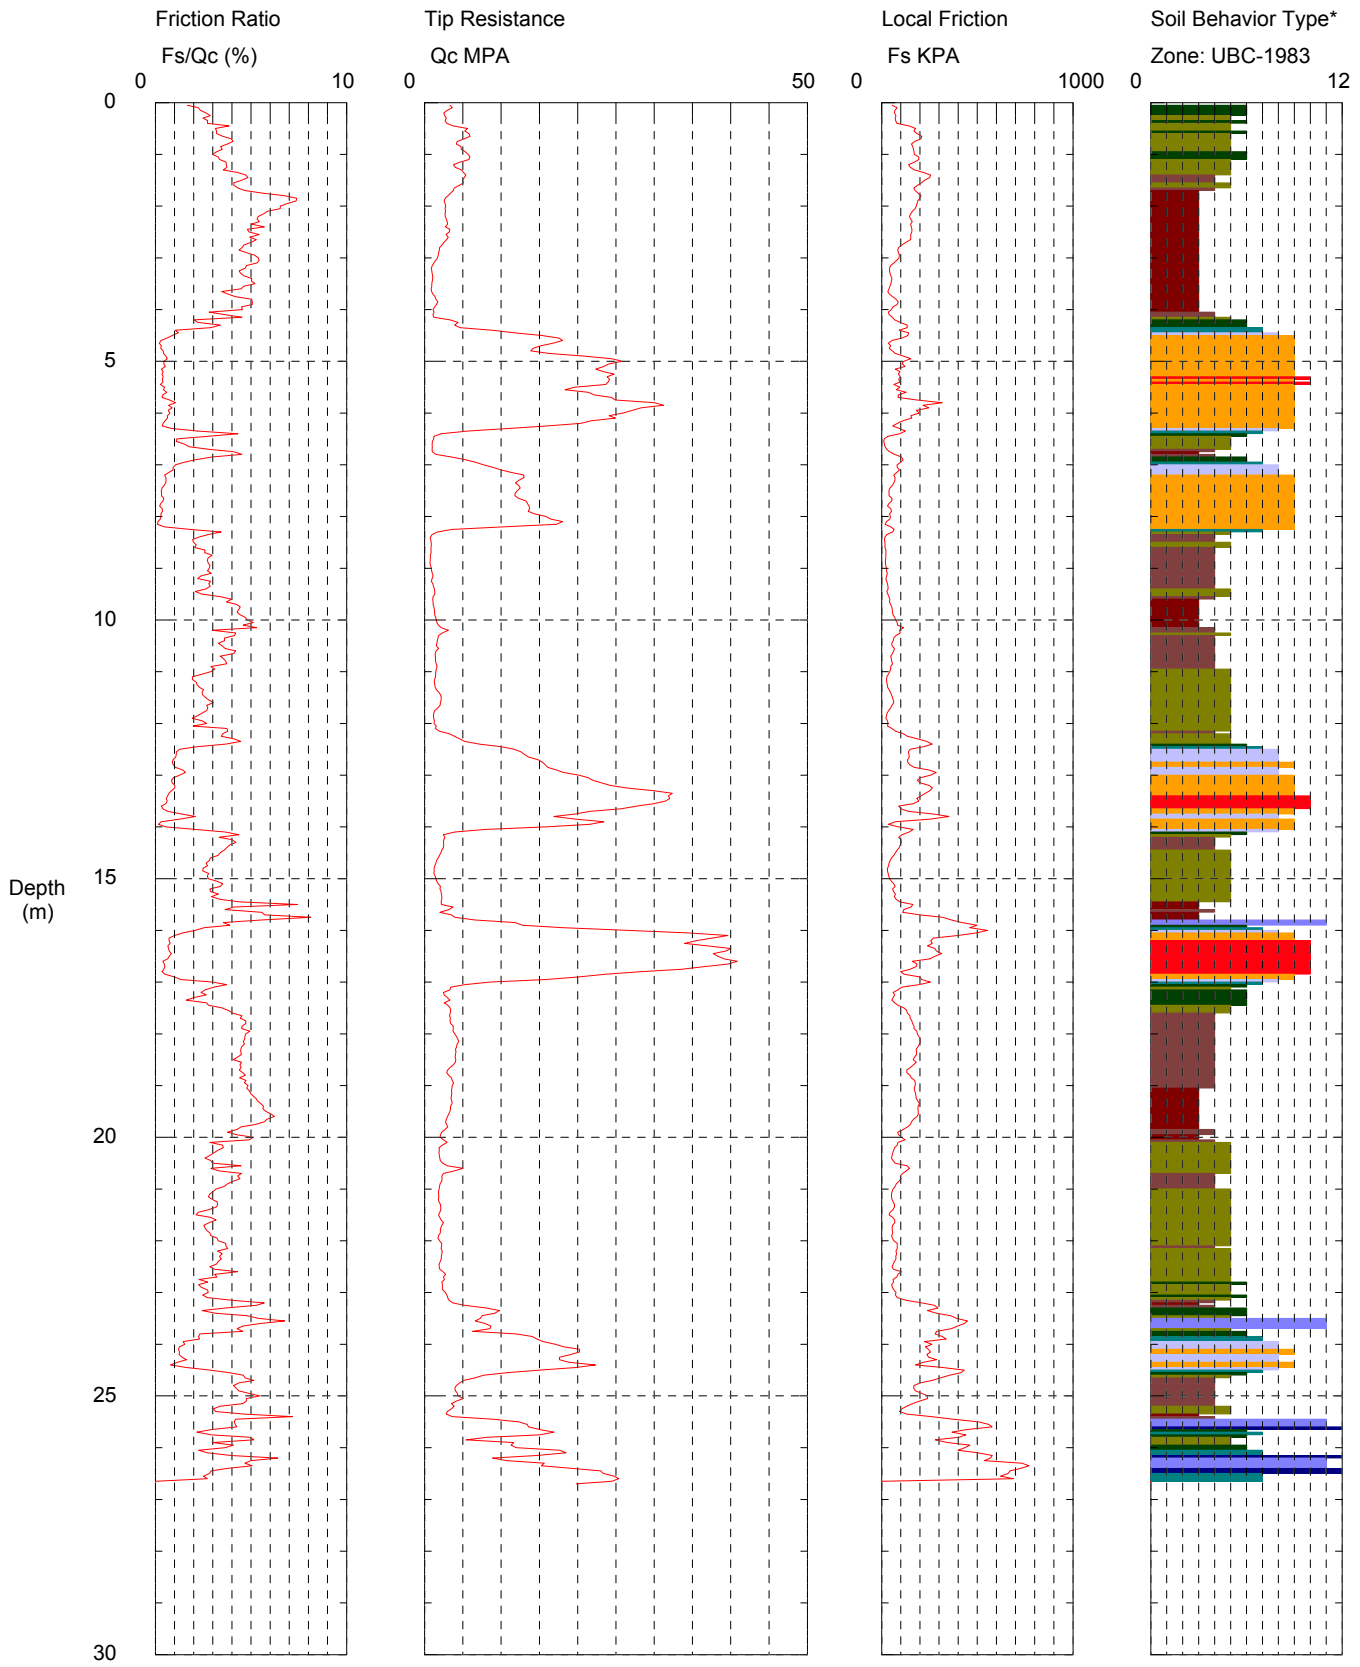 Friction Ratio
Tip Resistance
Local Friction
Soil Behavior Type*
Fs/Qc (%)
Qc MPA
Fs KPA
Zone: UBC-1983
0 10
0 50
0 1000
0 12
0
5
10
15
Depth
(m)
20
25
30